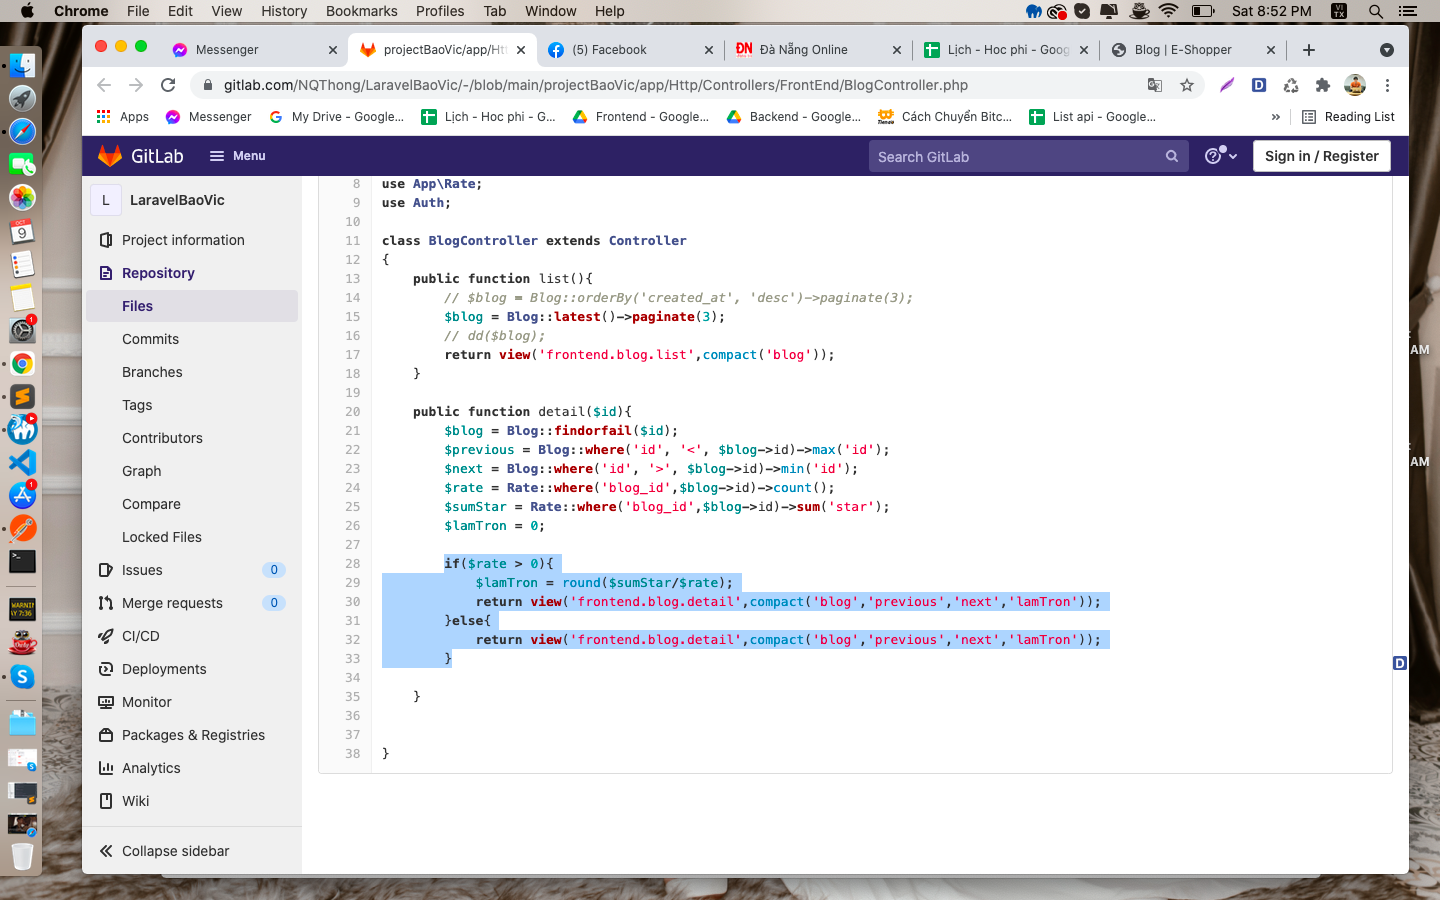 Chrome File Edit View History Bookmarks Profiles Tab Window Help
VI
TX
Sat 8:52 PM
Messenger
projectBaoVic/app/Htt
(5) Facebook
ĐN Đà Nẵng Online
Lịch - Hoc phi - Goog
Blog | E-Shopper
gitlab.com/NQThong/LaravelBaoVic/-/blob/main/projectBaoVic/app/Http/Controllers/FrontEnd/BlogController.php
Apps
Messenger
My Drive - Google...
Lịch - Hoc phi - G...
Frontend - Google...
Backend - Google...
Cách Chuyển Bitc...
List api - Google...
»
Reading List
GitLab
Menu
Search GitLab
Sign in / Register
L LaravelBaoVic
Project information
Repository
Files
Commits
Branches
Tags
Contributors
Graph
Compare
Locked Files
Issues 0
Merge requests 0
CI/CD
Deployments
Monitor
Packages & Registries
Analytics
Wiki
Collapse sidebar
8 use App\Rate;
9 use Auth;
10
11 class BlogController extends Controller
12 {
13 public function list(){
14 // $blog = Blog::orderBy('created_at', 'desc')->paginate(3);
15 $blog = Blog::latest()->paginate(3);
16 // dd($blog);
17 return view('frontend.blog.list',compact('blog'));
18 }
19
20 public function detail($id){
21 $blog = Blog::findorfail($id);
22 $previous = Blog::where('id', '<', $blog->id)->max('id');
23 $next = Blog::where('id', '>', $blog->id)->min('id');
24 $rate = Rate::where('blog_id',$blog->id)->count();
25 $sumStar = Rate::where('blog_id',$blog->id)->sum('star');
26 $lamTron = 0;
27
28 if($rate > 0){
29 $lamTron = round($sumStar/$rate);
30 return view('frontend.blog.detail',compact('blog','previous','next','lamTron'));
31 }else{
32 return view('frontend.blog.detail',compact('blog','previous','next','lamTron'));
33 }
34
35 }
36
37
38 }
OCT
9
1
1
WARNIN
Y 7:36
AM
AM
D